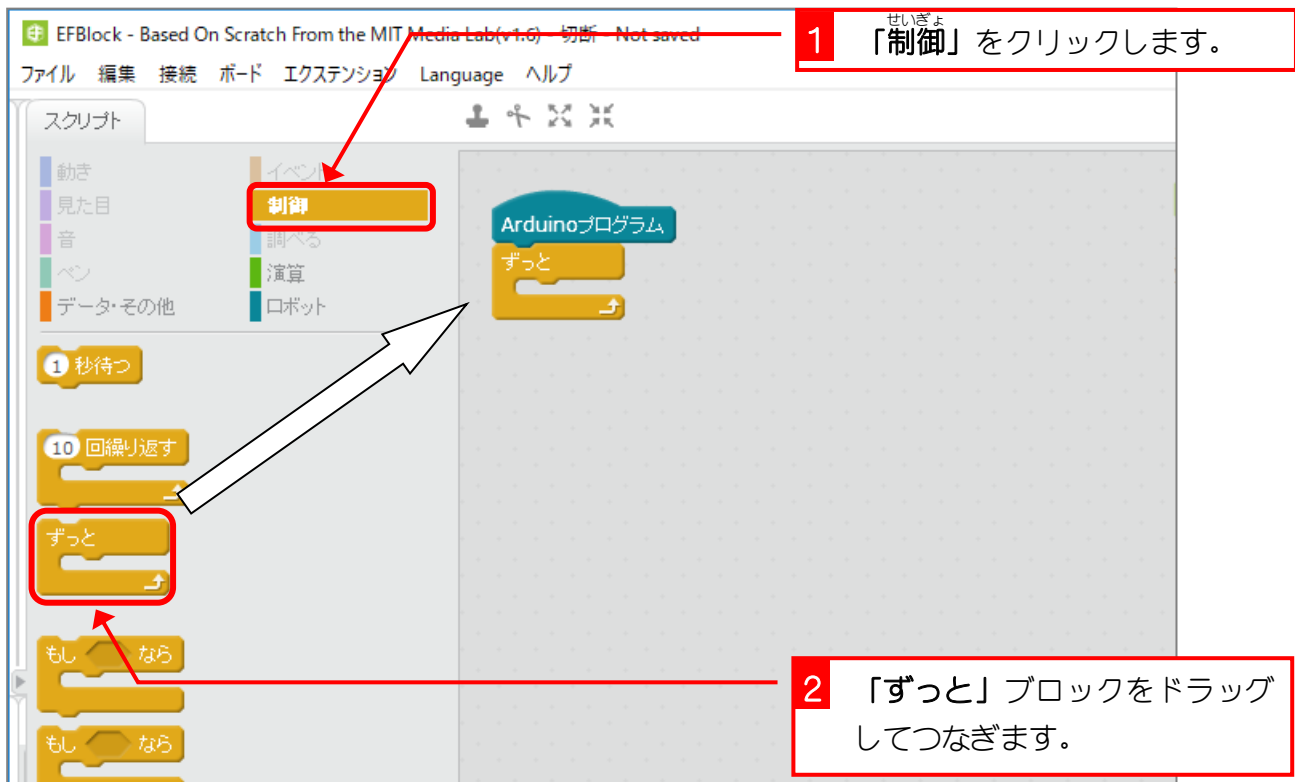 EFBlock - Based On Scratch From the MIT Media Lab(v1.6) - 切断 - Not saved
1 「制御」をクリックします。
せいぎょ
ファイル 編集 接続 ボード エクステンション Language ヘルプ
スクリプト
動き イベント
見た目 制御
音 調べる
ペン 演算
データ・その他 ロボット
Arduinoプログラム
ずっと
1 秒待つ
10 回繰り返す
ずっと
もし なら
もし なら
2 「ずっと」ブロックをドラッグ
してつなぎます。